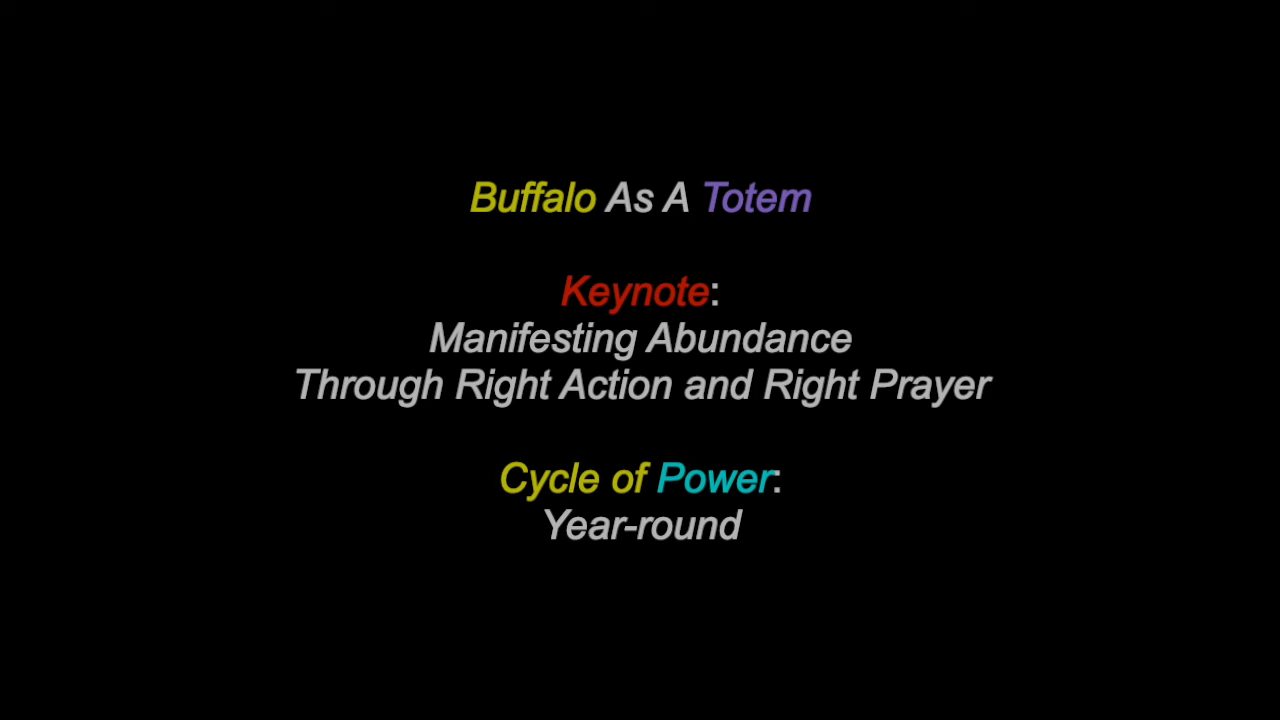 Buffalo As A Totem
Keynote:
Manifesting Abundance
Through Right Action and Right Prayer
Cycle of Power:
Year-round